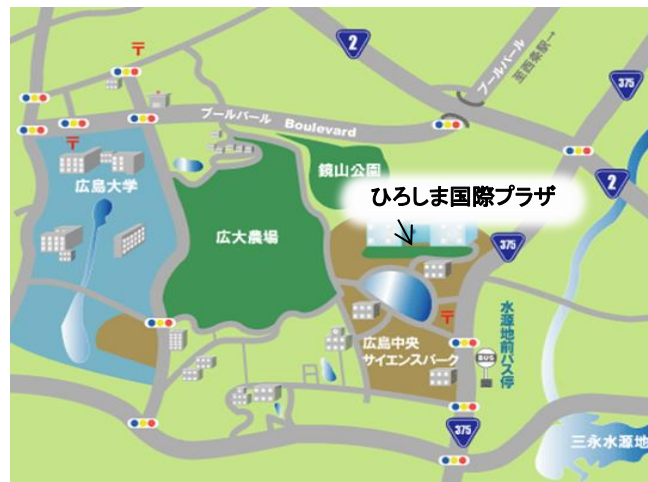 2
ブールバール
至西条駅→
375
〒
ブールバール Boulevard
〒
広島大学
鏡山公園
ひろしま国際プラザ
2
広大農場
375
水源地前バス停
〒
広島中央
サイエンスパーク
BUS
375
三永水源地